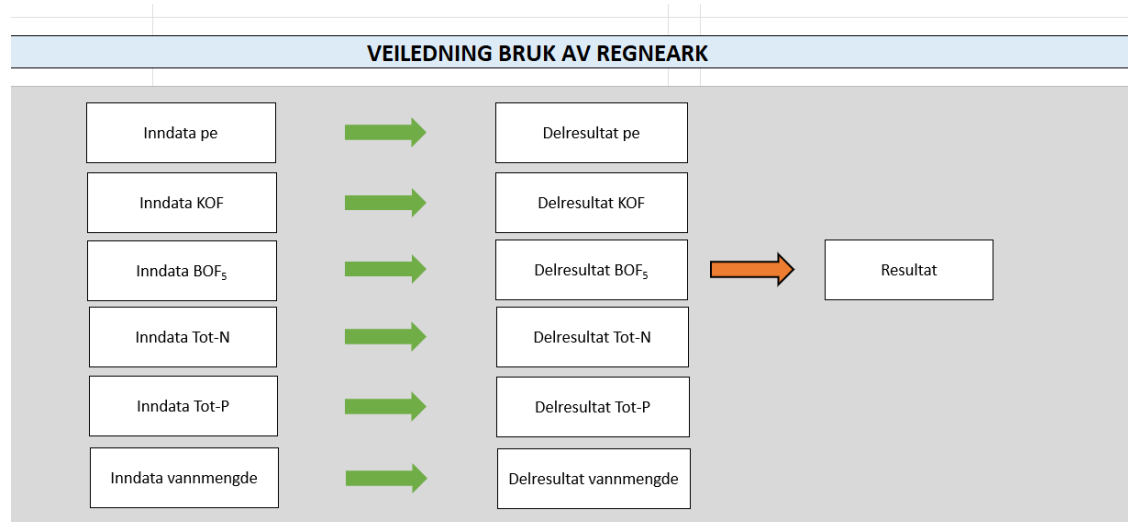 VEILEDNING BRUK AV REGNEARK
Inndata pe
Delresultat pe
Inndata KOF
Delresultat KOF
Inndata BOF₅
Delresultat BOF₅
Resultat
Inndata Tot-N
Delresultat Tot-N
Inndata Tot-P
Delresultat Tot-P
Inndata vannmengde
Delresultat vannmengde